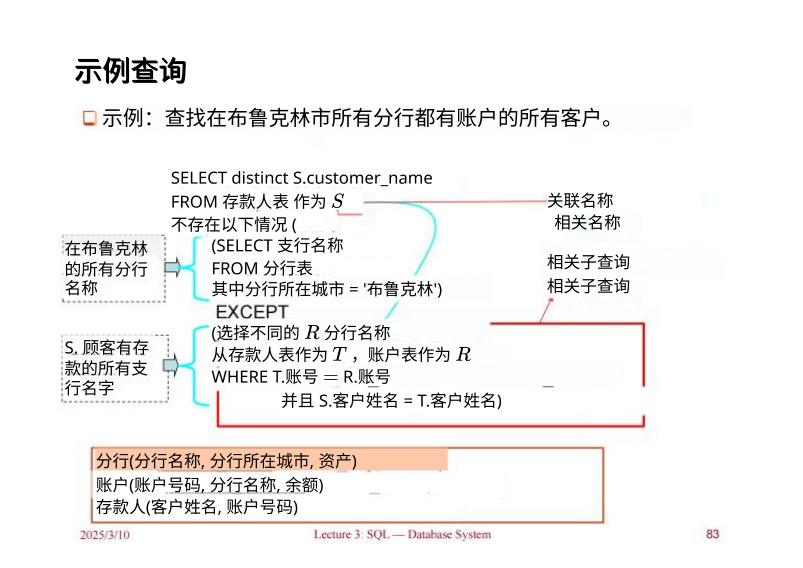 示例查询
示例：查找在布鲁克林市所有分行都有账户的所有客户。
SELECT distinct S.customer_name
FROM 存款人表 作为 S
不存在以下情况 (
(SELECT 支行名称
FROM 分行表
其中分行所在城市 = '布鲁克林')
EXCEPT
(选择不同的 R 分行名称
从存款人表作为 T ，账户表作为 R
WHERE T.账号 = R.账号
并且 S.客户姓名 = T.客户姓名)
关联名称
相关名称
相关子查询
相关子查询
在布鲁克林
的所有分行
名称
S. 顾客有存
款的所有支
行名字
分行(分行名称, 分行所在城市, 资产)
账户(账户号码, 分行名称, 余额)
存款人(客户姓名, 账户号码)
2025/3/10
Lecture 3: SQL — Database System
83